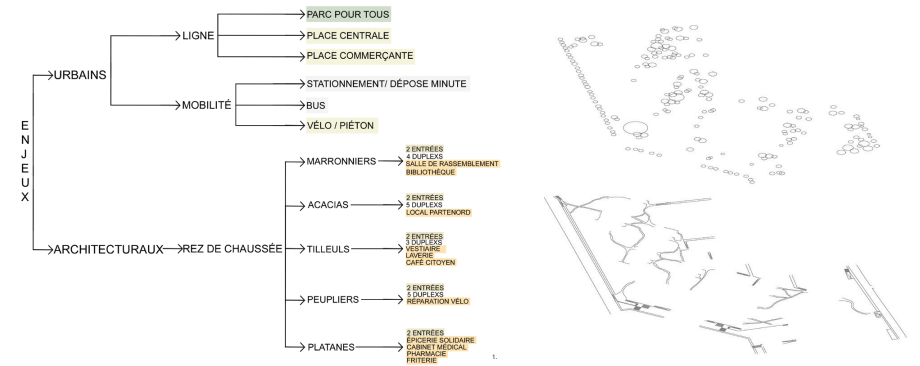 ENJEUX
URBAINS
LIGNE
PARC POUR TOUS
PLACE CENTRALE
PLACE COMMERÇANTE
MOBILITÉ
STATIONNEMENT/ DÉPOSE MINUTE
BUS
VÉLO / PIÉTON
ARCHITECTURAUX
REZ DE CHAUSSÉE
MARRONNIERS
2 ENTRÉES
4 DUPLEXS
SALLE DE RASSEMBLEMENT
BIBLIOTHÉQUE
ACACIAS
2 ENTRÉES
5 DUPLEXS
LOCAL PARTENORD
TILLEULS
2 ENTRÉES
3 DUPLEXS
VESTIAIRE
LAVERIE
CAFÉ CITOYEN
PEUPLIERS
2 ENTRÉES
5 DUPLEXS
RÉPARATION VÉLO
PLATANES
2 ENTRÉES
ÉPICERIE SOLIDAIRE
CABINET MÉDICAL
PHARMACIE
FRITERIE
1.